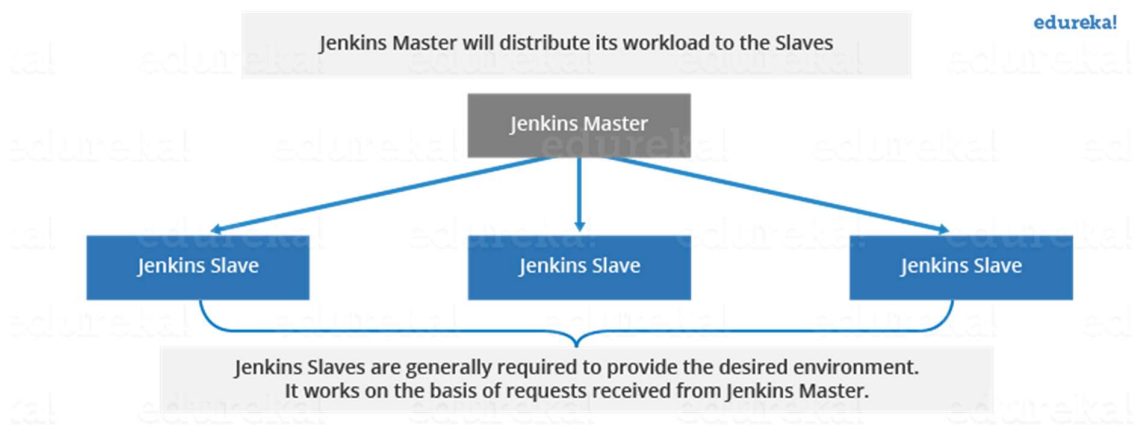 edureka!
Jenkins Master will distribute its workload to the Slaves
Jenkins Master
Jenkins Slave
Jenkins Slave
Jenkins Slave
Jenkins Slaves are generally required to provide the desired environment.
It works on the basis of requests received from Jenkins Master.